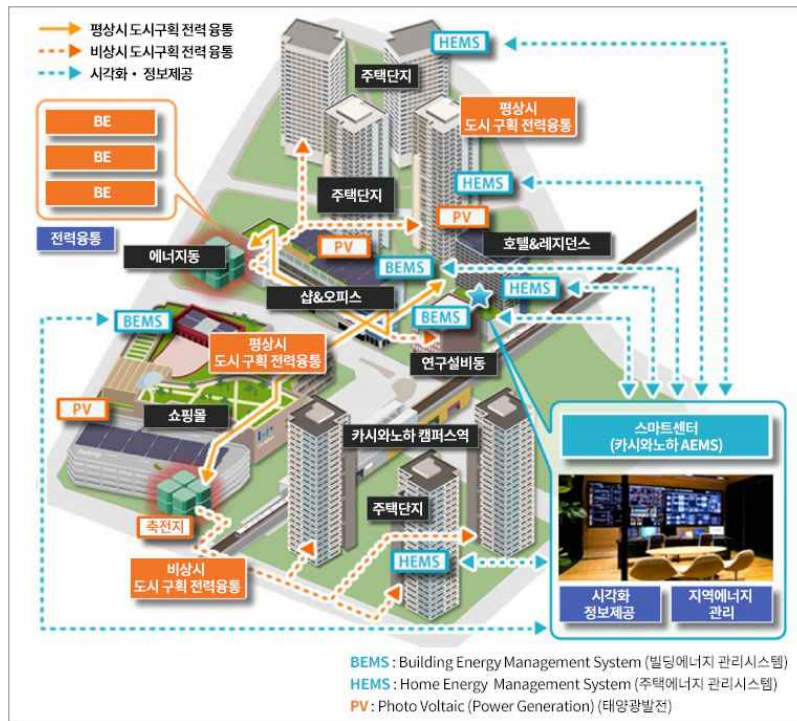 평상시 도시구획 전력 융통
비상시 도시구획 전력 융통
시각화 · 정보제공
BE
BE
BE
전력융통
HEMS
주택단지
평상시
도시 구획 전력융통
HEMS
주택단지
PV
PV
호텔&레지던스
에너지동
BEMS
HEMS
샵&오피스
BEMS
BEMS
평상시
도시 구획 전력융통
연구설비동
PV
쇼핑몰
카시와노하 캠퍼스역
스마트센터
(카시와노하 AEMS)
주택단지
축전지
비상시
도시 구획 전력융통
HEMS
시각화
정보제공
지역에너지
관리
BEMS : Building Energy Management System (빌딩에너지 관리시스템)
HEMS : Home Energy Management System (주택에너지 관리시스템)
PV : Photo Voltaic (Power Generation) (태양광발전)